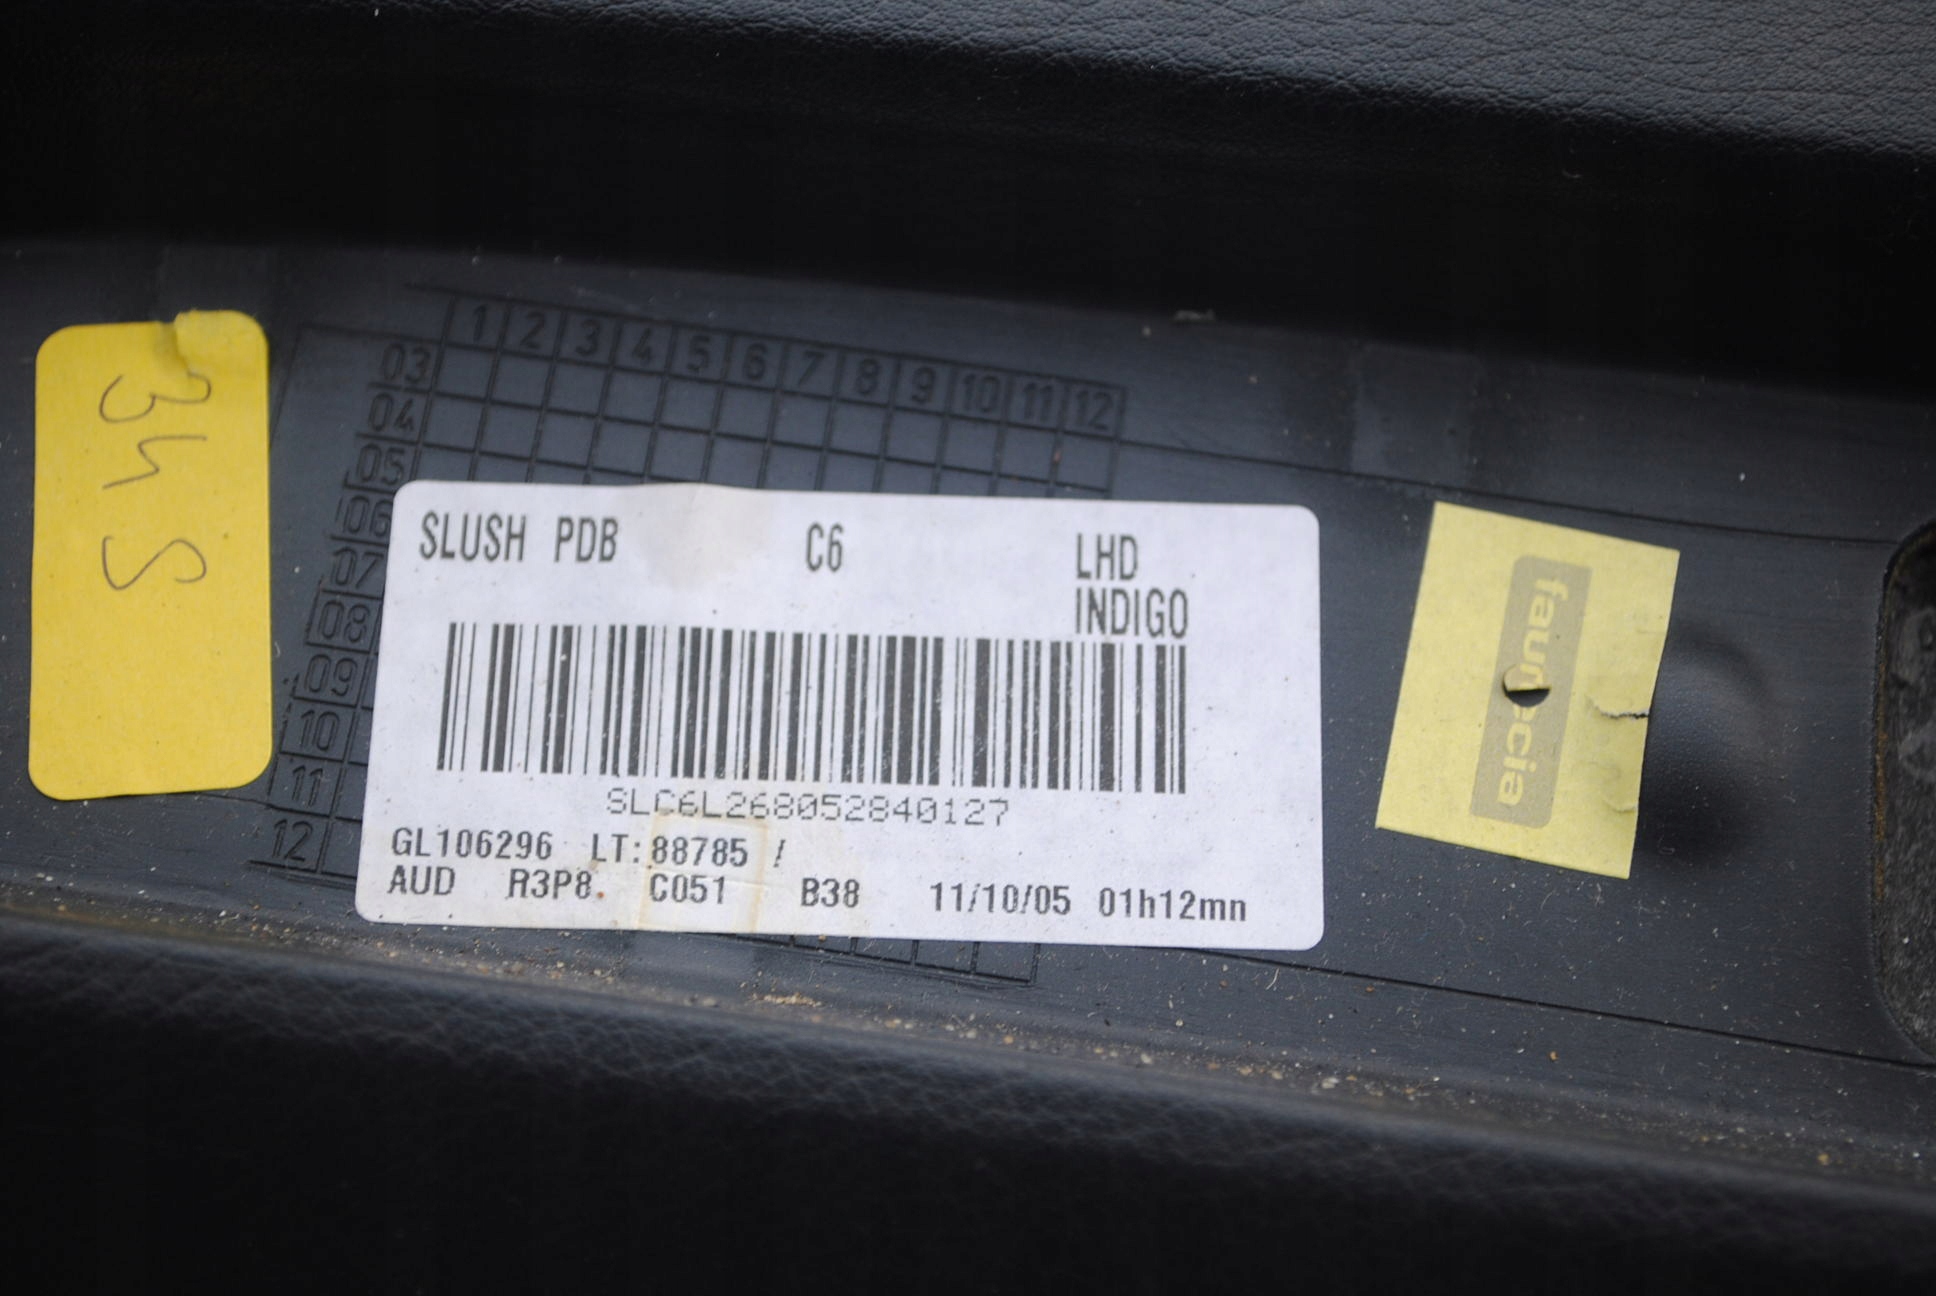 1 2 3 4 5 6 7 8 9 10 11 12
03
04
05
06
07
08
09
10
11
12
SLUSH PDB C6 LHD
INDIGO
SLC6L268052840127
GL106296 LT:88785 /
AUD R3P8. C051 B38 11/10/05 01h12mn
faurecia